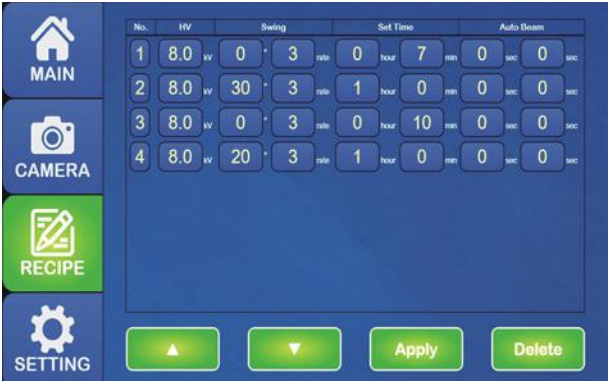 No. HV Swing Set Time Auto Beam
1 8.0 kV 0 ° 3 rate 0 hour 7 min 0 sec 0 sec
2 8.0 kV 30 ° 3 rate 1 hour 0 min 0 sec 0 sec
3 8.0 kV 0 ° 3 rate 0 hour 10 min 0 sec 0 sec
4 8.0 kV 20 ° 3 rate 1 hour 0 min 0 sec 0 sec
MAIN
CAMERA
RECIPE
SETTING
▲ ▼ Apply Delete